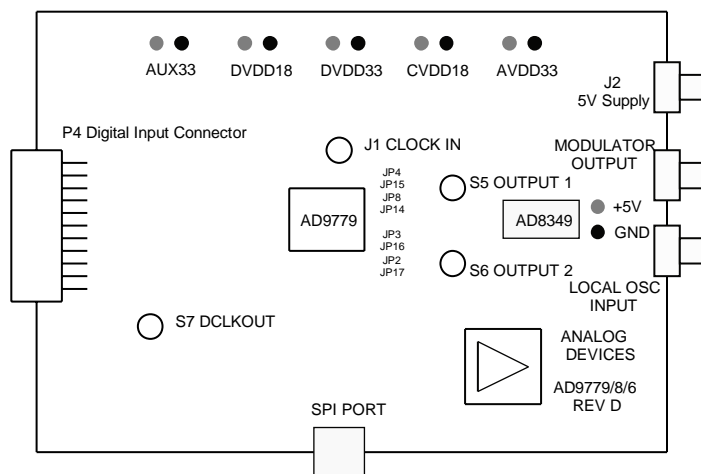 AUX33
DVDD18
DVDD33
CVDD18
AVDD33
J2
5V Supply
P4 Digital Input Connector
J1 CLOCK IN
MODULATOR
OUTPUT
JP4
JP15
JP8
JP14
S5 OUTPUT 1
AD9779
AD8349
+5V
GND
JP3
JP16
JP2
JP17
S6 OUTPUT 2
LOCAL OSC
INPUT
S7 DCLKOUT
ANALOG
DEVICES
AD9779/8/6
REV D
SPI PORT